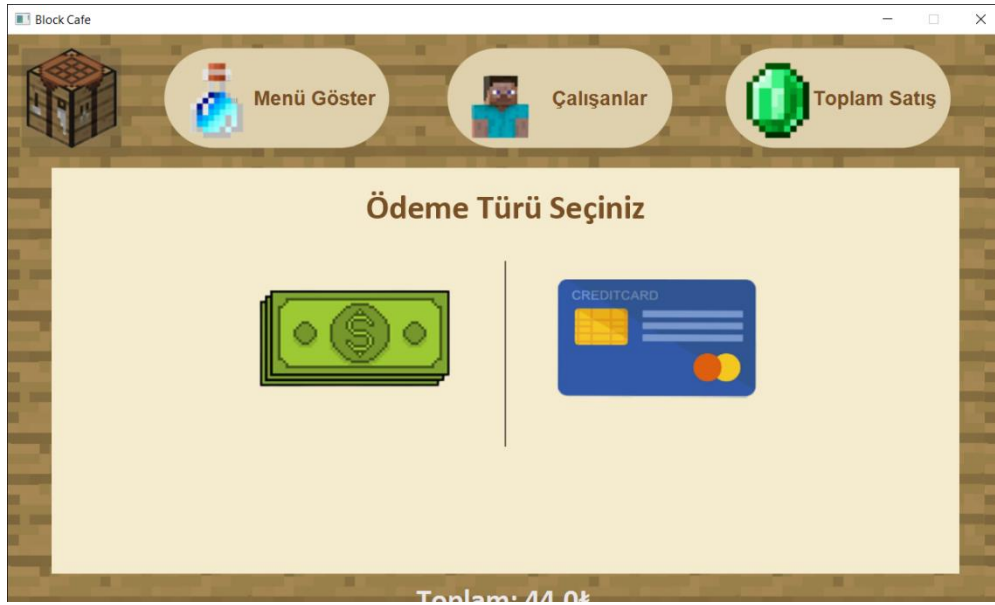 Block Cafe
Menü Göster
Çalışanlar
Toplam Satış
Ödeme Türü Seçiniz
CREDITCARD
Toplam: 44.0₺